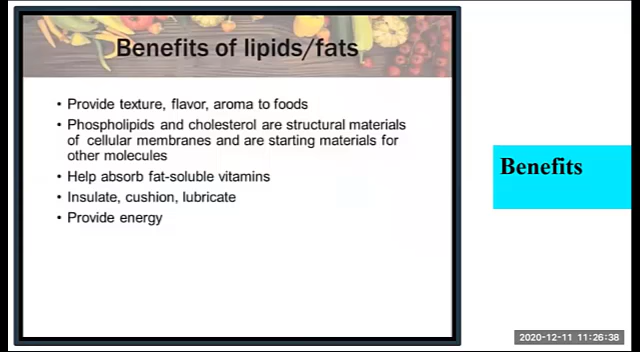 Benefits of lipids/fats
• Provide texture, flavor, aroma to foods
• Phospholipids and cholesterol are structural materials
of cellular membranes and are starting materials for
other molecules
• Help absorb fat-soluble vitamins
• Insulate, cushion, lubricate
• Provide energy
Benefits
2020-12-11 11:26:38